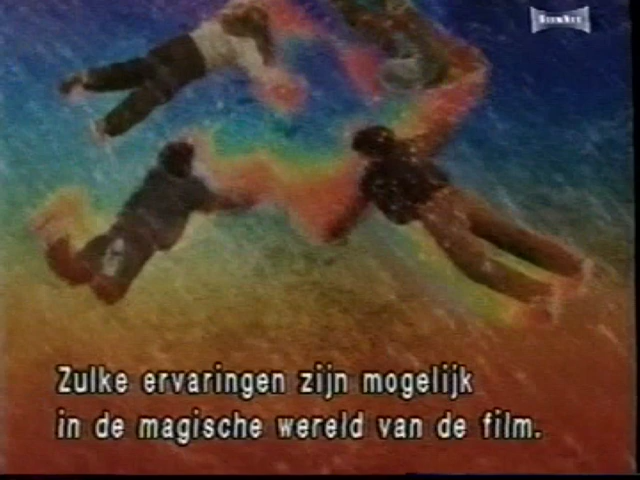 Zulke ervaringen zijn mogelijk
in de magische wereld van de film.